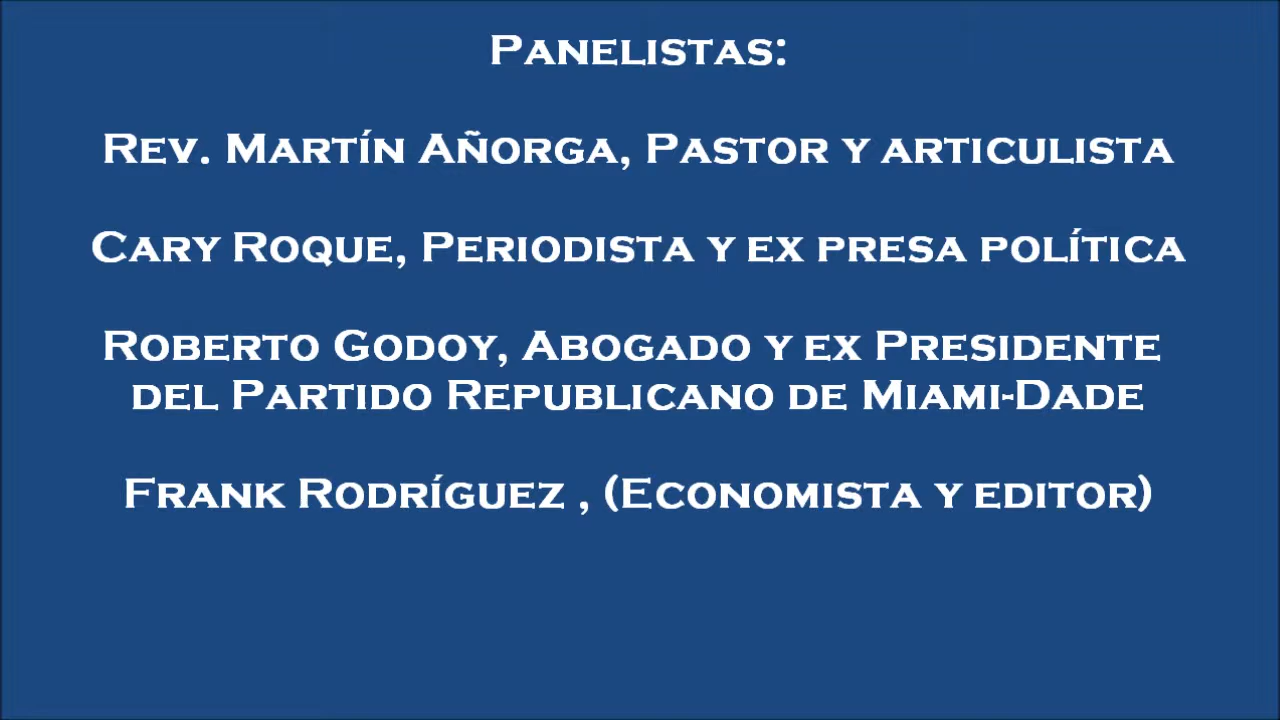 Panelistas:
Rev. Martín Añorga, Pastor y articulista
Cary Roque, Periodista y ex presa política
Roberto Godoy, Abogado y ex Presidente
del Partido Republicano de Miami-Dade
Frank Rodríguez , (Economista y editor)